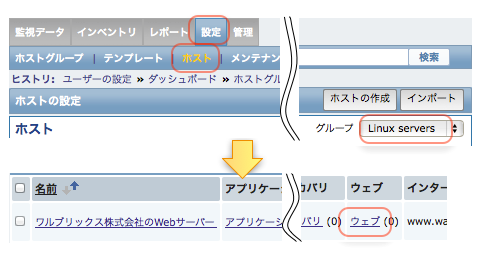 監視データ インベントリ レポート 設定 管理
ホストグループ | テンプレート | ホスト | メンテナン 検索
ヒストリ: ユーザーの設定 » ダッシュボード » ホストグル
ホストの設定 ホストの作成 インポート
ホスト グループ Linux servers
名前 アプリケー カバリ ウェブ インター
ワルブリックス株式会社のWebサーバー アプリケーシ バリ (0) ウェブ (0) www.wa